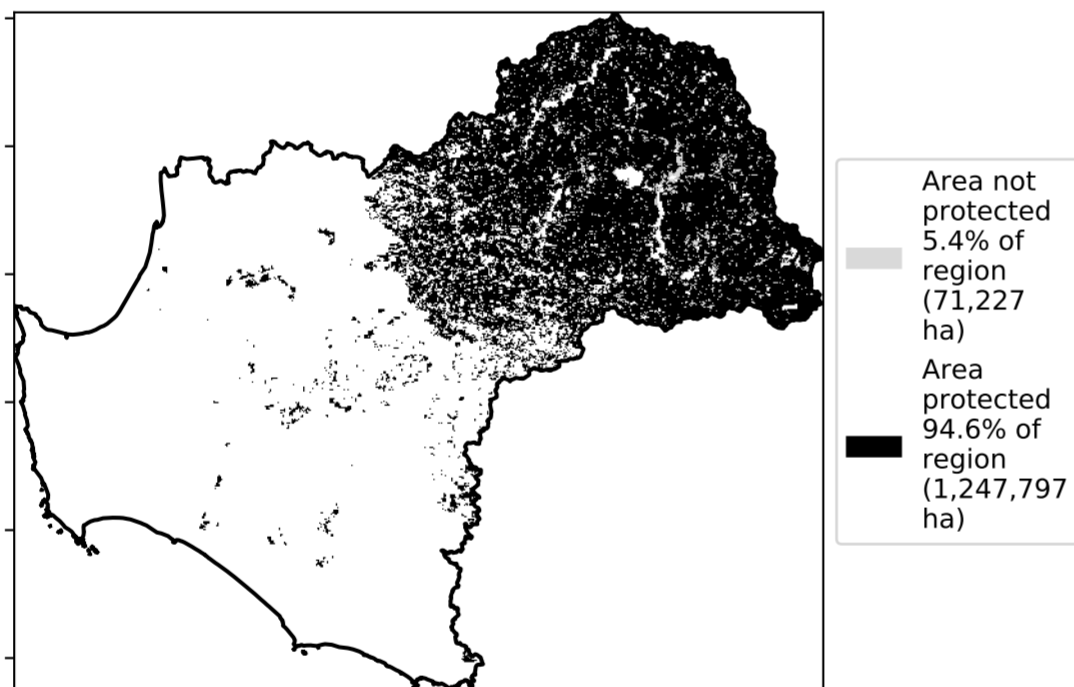 Area not
protected
5.4% of
region
(71,227
ha)
Area
protected
94.6% of
region
(1,247,797
ha)